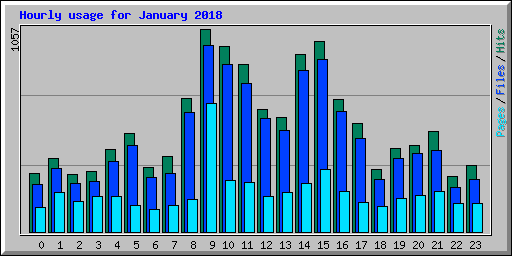 Hourly usage for January 2018
1057
Pages / Files / Hits
0 1 2 3 4 5 6 7 8 9 10 11 12 13 14 15 16 17 18 19 20 21 22 23